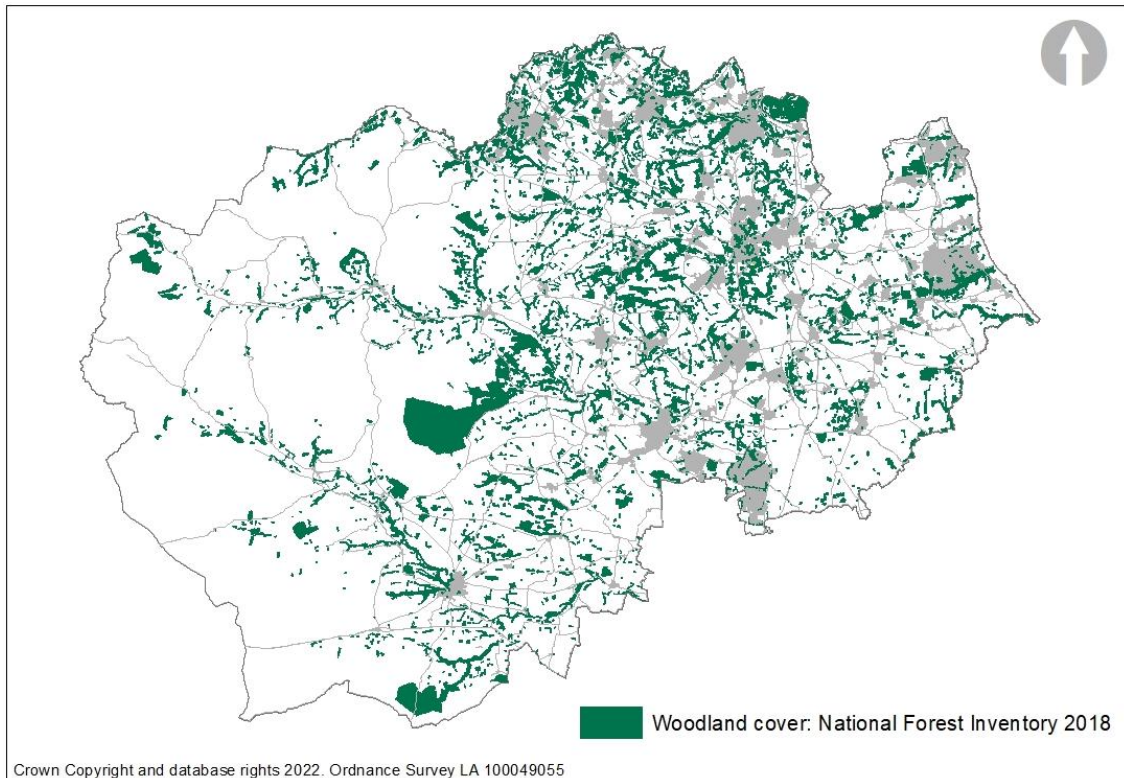 Woodland cover: National Forest Inventory 2018
Crown Copyright and database rights 2022. Ordnance Survey LA 100049055